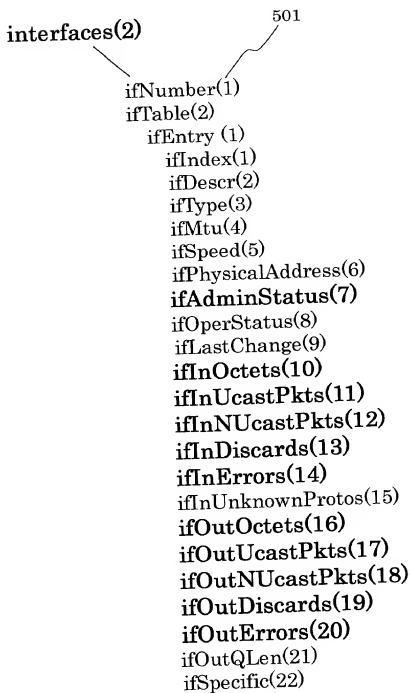 501
interfaces(2)
ifNumber(1)
ifTable(2)
ifEntry (1)
ifIndex(1)
ifDescr(2)
ifType(3)
ifMtu(4)
ifSpeed(5)
ifPhysicalAddress(6)
ifAdminStatus(7)
ifOperStatus(8)
ifLastChange(9)
ifInOctets(10)
ifInUcastPkts(11)
ifInNUcastPkts(12)
ifInDiscards(13)
ifInErrors(14)
ifInUnknownProtos(15)
ifOutOctets(16)
ifOutUcastPkts(17)
ifOutNUcastPkts(18)
ifOutDiscards(19)
ifOutErrors(20)
ifOutQLen(21)
ifSpecific(22)